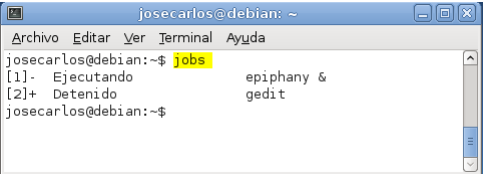 josecarlos@debian: ~
Archivo Editar Ver Terminal Ayuda
josecarlos@debian:~$ jobs
[1]-  Ejecutando              epiphany &
[2]+  Detenido                gedit
josecarlos@debian:~$